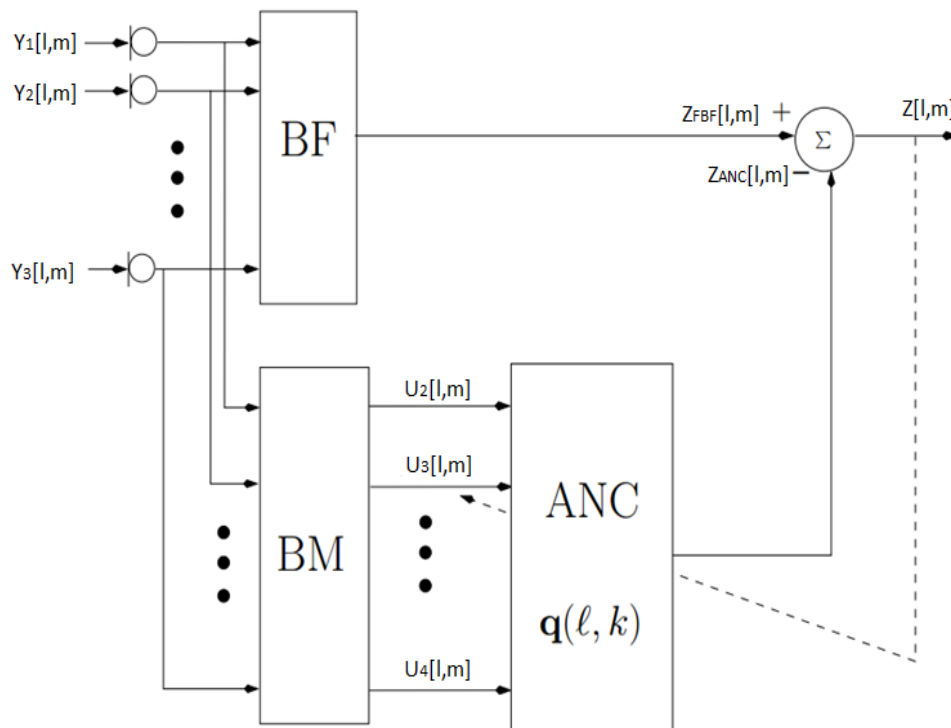 Y1[l,m]
Y2[l,m]
Y3[l,m]
BF
ZFBF[l,m] +
Σ
Z[l,m]
ZANC[l,m] −
BM
U2[l,m]
U3[l,m]
U4[l,m]
ANC
q(ℓ, k)